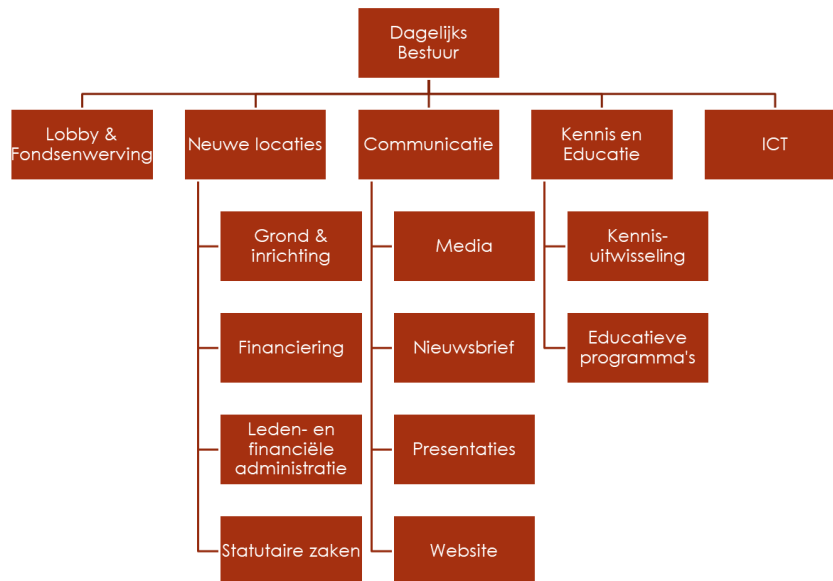 Dagelijks
Bestuur
Lobby &
Fondsenwerving
Neuwe locaties
Communicatie
Kennis en
Educatie
ICT
Grond &
inrichting
Financiering
Leden- en
financiële
administratie
Statutaire zaken
Media
Nieuwsbrief
Presentaties
Website
Kennis-
uitwisseling
Educatieve
programma's